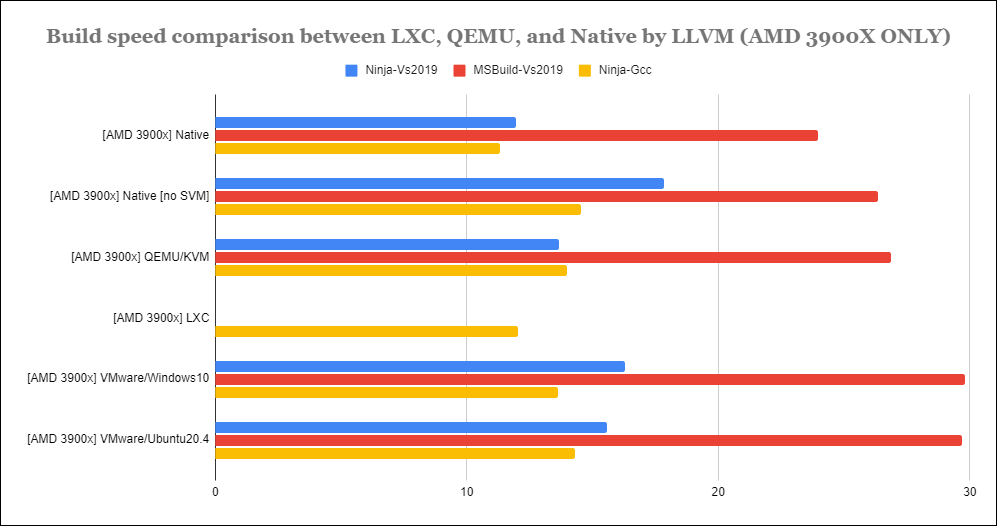 Build speed comparison between LXC, QEMU, and Native by LLVM (AMD 3900X ONLY)
Ninja-Vs2019 MSBuild-Vs2019 Ninja-Gcc
[AMD 3900x] Native
[AMD 3900x] Native [no SVM]
[AMD 3900x] QEMU/KVM
[AMD 3900x] LXC
[AMD 3900x] VMware/Windows10
[AMD 3900x] VMware/Ubuntu20.4
0 10 20 30